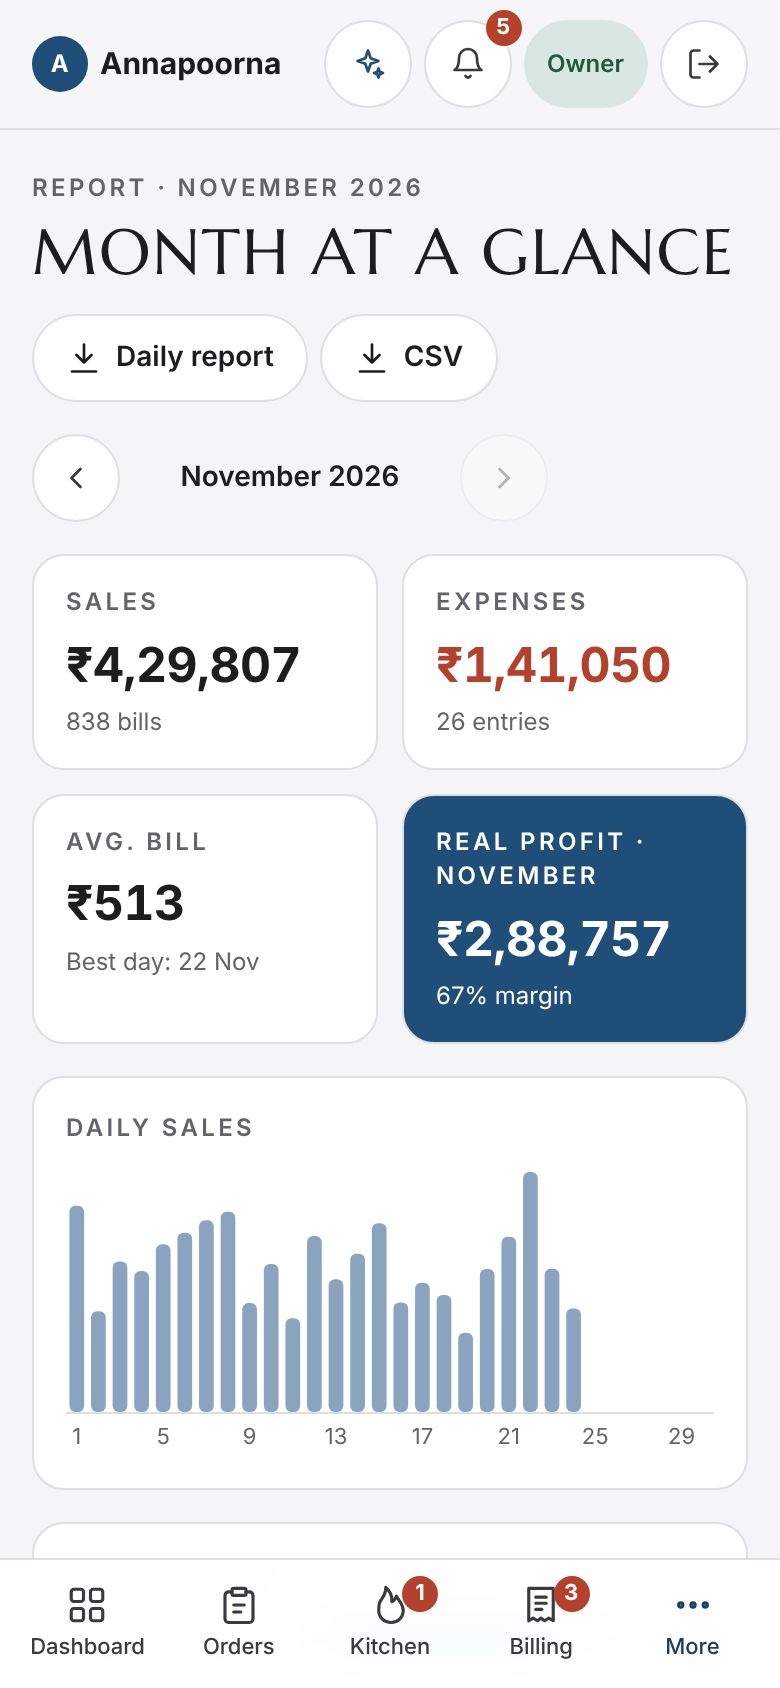 A Annapoorna 5 Owner
REPORT · NOVEMBER 2026
MONTH AT A GLANCE
Daily report CSV
November 2026
SALES
₹4,29,807
838 bills
EXPENSES
₹1,41,050
26 entries
AVG. BILL
₹513
Best day: 22 Nov
REAL PROFIT ·
NOVEMBER
₹2,88,757
67% margin
DAILY SALES
1 5 9 13 17 21 25 29
1 3
Dashboard Orders Kitchen Billing More